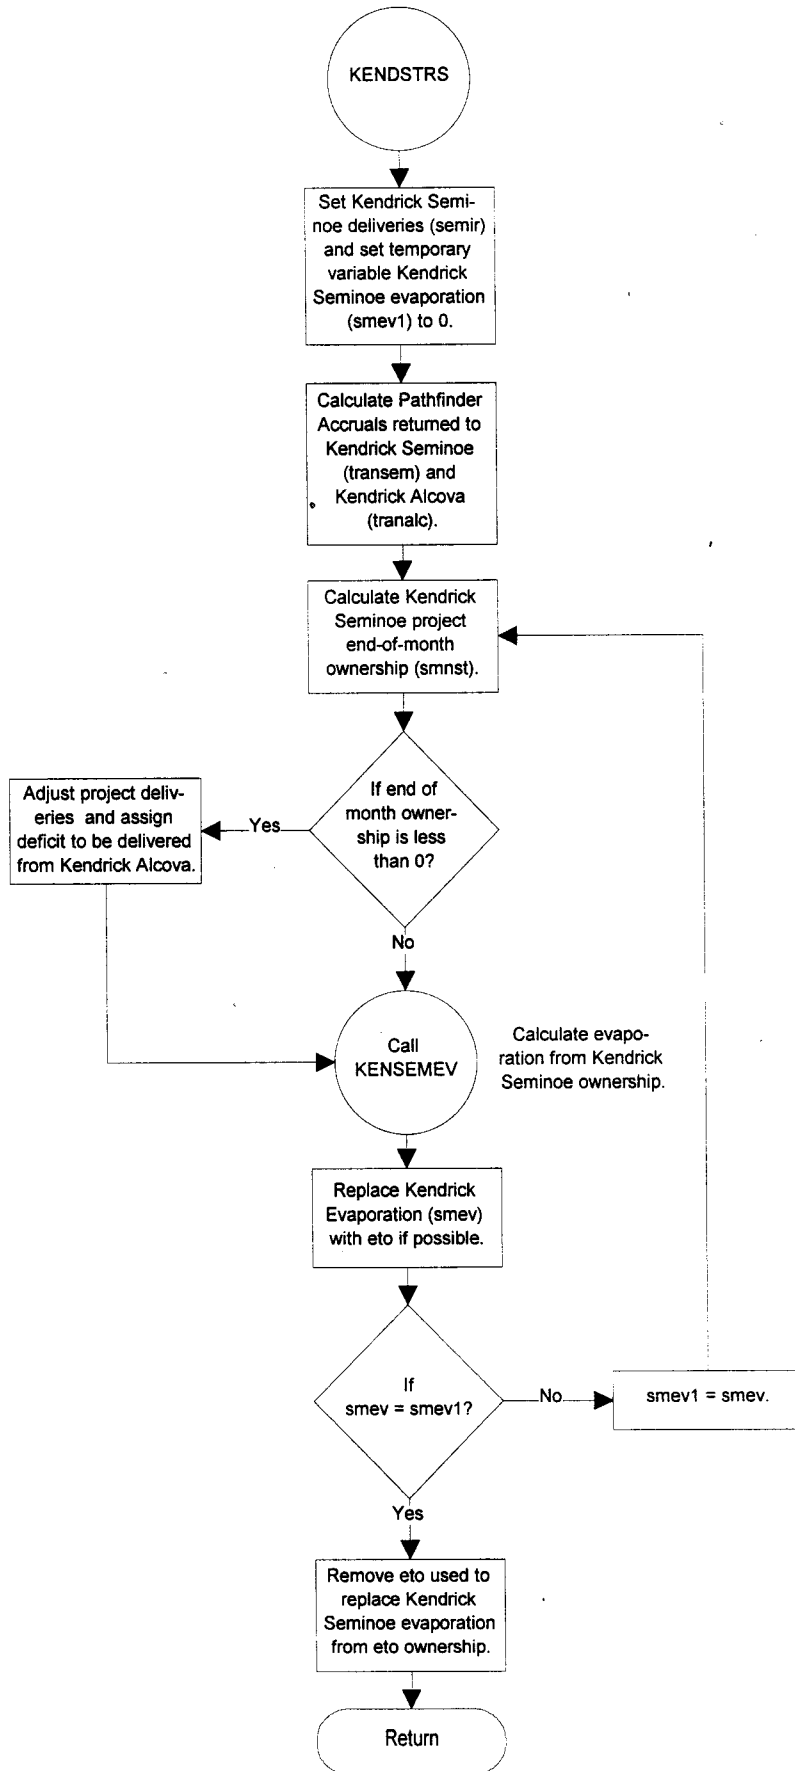 KENDSTRS
Set Kendrick Semi-
noe deliveries (semir)
and set temporary
variable Kendrick
Seminoe evaporation
(smev1) to 0.
Calculate Pathfinder
Accruals returned to
Kendrick Seminoe
(transem) and
Kendrick Alcova
(tranalc).
Calculate Kendrick
Seminoe project
end-of-month
ownership (smnst).
If end of
month owner-
ship is less
than 0?
Yes
Adjust project deliv-
eries and assign
deficit to be delivered
from Kendrick Alcova.
No
Call
KENSEMEV
Calculate evapo-
ration from Kendrick
Seminoe ownership.
Replace Kendrick
Evaporation (smev)
with eto if possible.
If
smev = smev1?
No
smev1 = smev.
Yes
Remove eto used to
replace Kendrick
Seminoe evaporation
from eto ownership.
Return